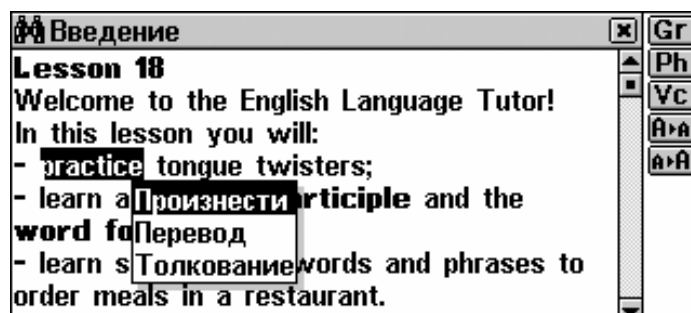 Введение
Lesson 18
Welcome to the English Language Tutor!
In this lesson you will:
- practice tongue twisters;
- learn a rticiple and the
word fo
- learn s words and phrases to
order meals in a restaurant.
Произнести
Перевод
Толкование
Gr
Ph
Vc
A▸A
A▸A